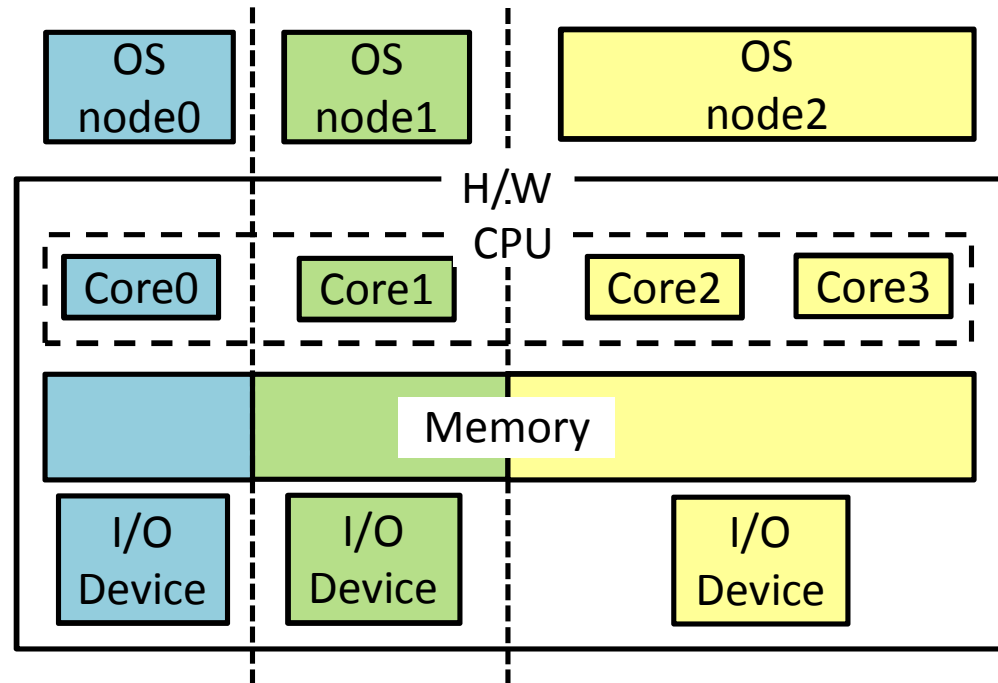 OS
node0
OS
node1
OS
node2
H/W
CPU
Core0
Core1
Core2
Core3
Memory
I/O
Device
I/O
Device
I/O
Device